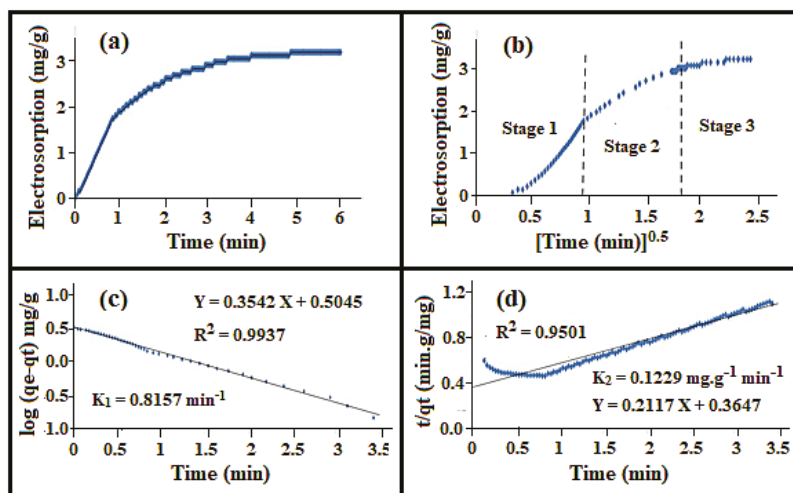 (a)
Electrosorption (mg/g)
3
2
1
0
0 1 2 3 4 5 6
Time (min)
(b)
Electrosorption (mg/g)
3
2
1
0
Stage 1
Stage 2
Stage 3
0 0.5 1 1.5 2 2.5
[Time (min)]^0.5
(c)
Y = 0.3542 X + 0.5045
R² = 0.9937
K₁ = 0.8157 min⁻¹
log (qe-qt) mg/g
1.0
0.5
0.0
-0.5
1.0
0 0.5 1 1.5 2 2.5 3 3.5
Time (min)
(d)
R² = 0.9501
K₂ = 0.1229 mg.g⁻¹ min⁻¹
Y = 0.2117 X + 0.3647
t/qt (min.g/mg)
1.2
0.8
0.4
0.0
0 0.5 1 1.5 2 2.5 3 3.5
Time (min)